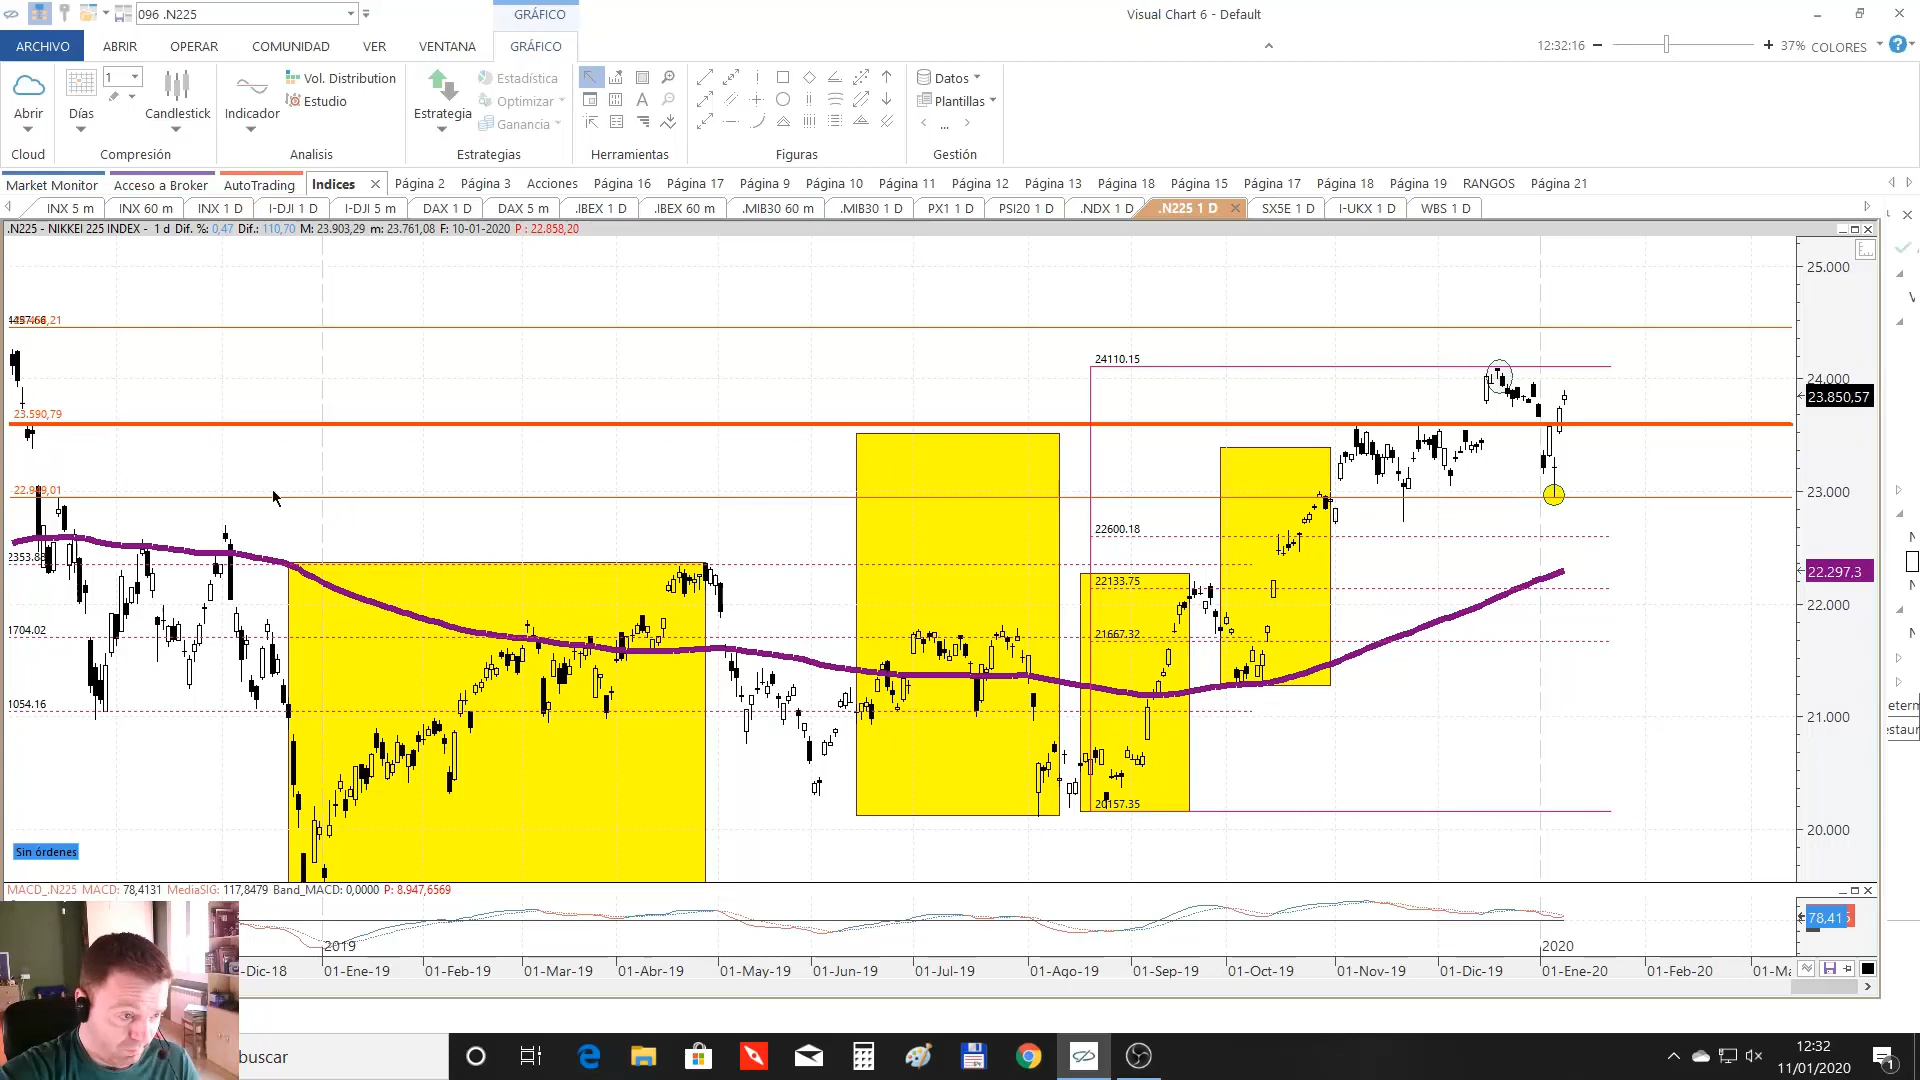 096 .N225
GRÁFICO
Visual Chart 6 - Default
ARCHIVO ABRIR OPERAR COMUNIDAD VER VENTANA GRÁFICO
12:32:16 37% COLORES
Abrir
Días
1
Candlestick
Indicador
Vol. Distribution
Estudio
Estrategia
Estadística
Optimizar
Ganancia
Datos
Plantillas
...
Cloud Compresión Analisis Estrategias Herramientas Figuras Gestión
Market Monitor Acceso a Broker AutoTrading Indices Página 2 Página 3 Acciones Página 16 Página 17 Página 9 Página 10 Página 11 Página 12 Página 13 Página 18 Página 15 Página 17 Página 18 Página 19 RANGOS Página 21
INX 5 m INX 60 m INX 1 D I-DJI 1 D I-DJI 5 m DAX 1 D DAX 5 m .IBEX 1 D .IBEX 60 m .MIB30 60 m .MIB30 1 D PX1 1 D PSI20 1 D .NDX 1 D .N225 1 D SX5E 1 D I-UKX 1 D WBS 1 D
.N225 - NIKKEI 225 INDEX - 1 d Dif. %: 0,47 Dif.: 110,70 M: 23.903,29 m: 23.761,08 F: 10-01-2020 P : 22.858,20
25.000
24110.15
24.000
23.850,57
23.590,79
22.949,01
23.000
22600.18
22.297,3
22133.75
22.000
1704.02
21667.32
1054.16
21.000
20157.35
20.000
Sin órdenes
MACD_.N225 MACD: 78,4131 MediaSIG: 117,8479 Band_MACD: 0,0000 P: 8.947,6569
78,415
2019 2020
-Dic-18 01-Ene-19 01-Feb-19 01-Mar-19 01-Abr-19 01-May-19 01-Jun-19 01-Jul-19 01-Ago-19 01-Sep-19 01-Oct-19 01-Nov-19 01-Dic-19 01-Ene-20 01-Feb-20
buscar
12:32
11/01/2020
1